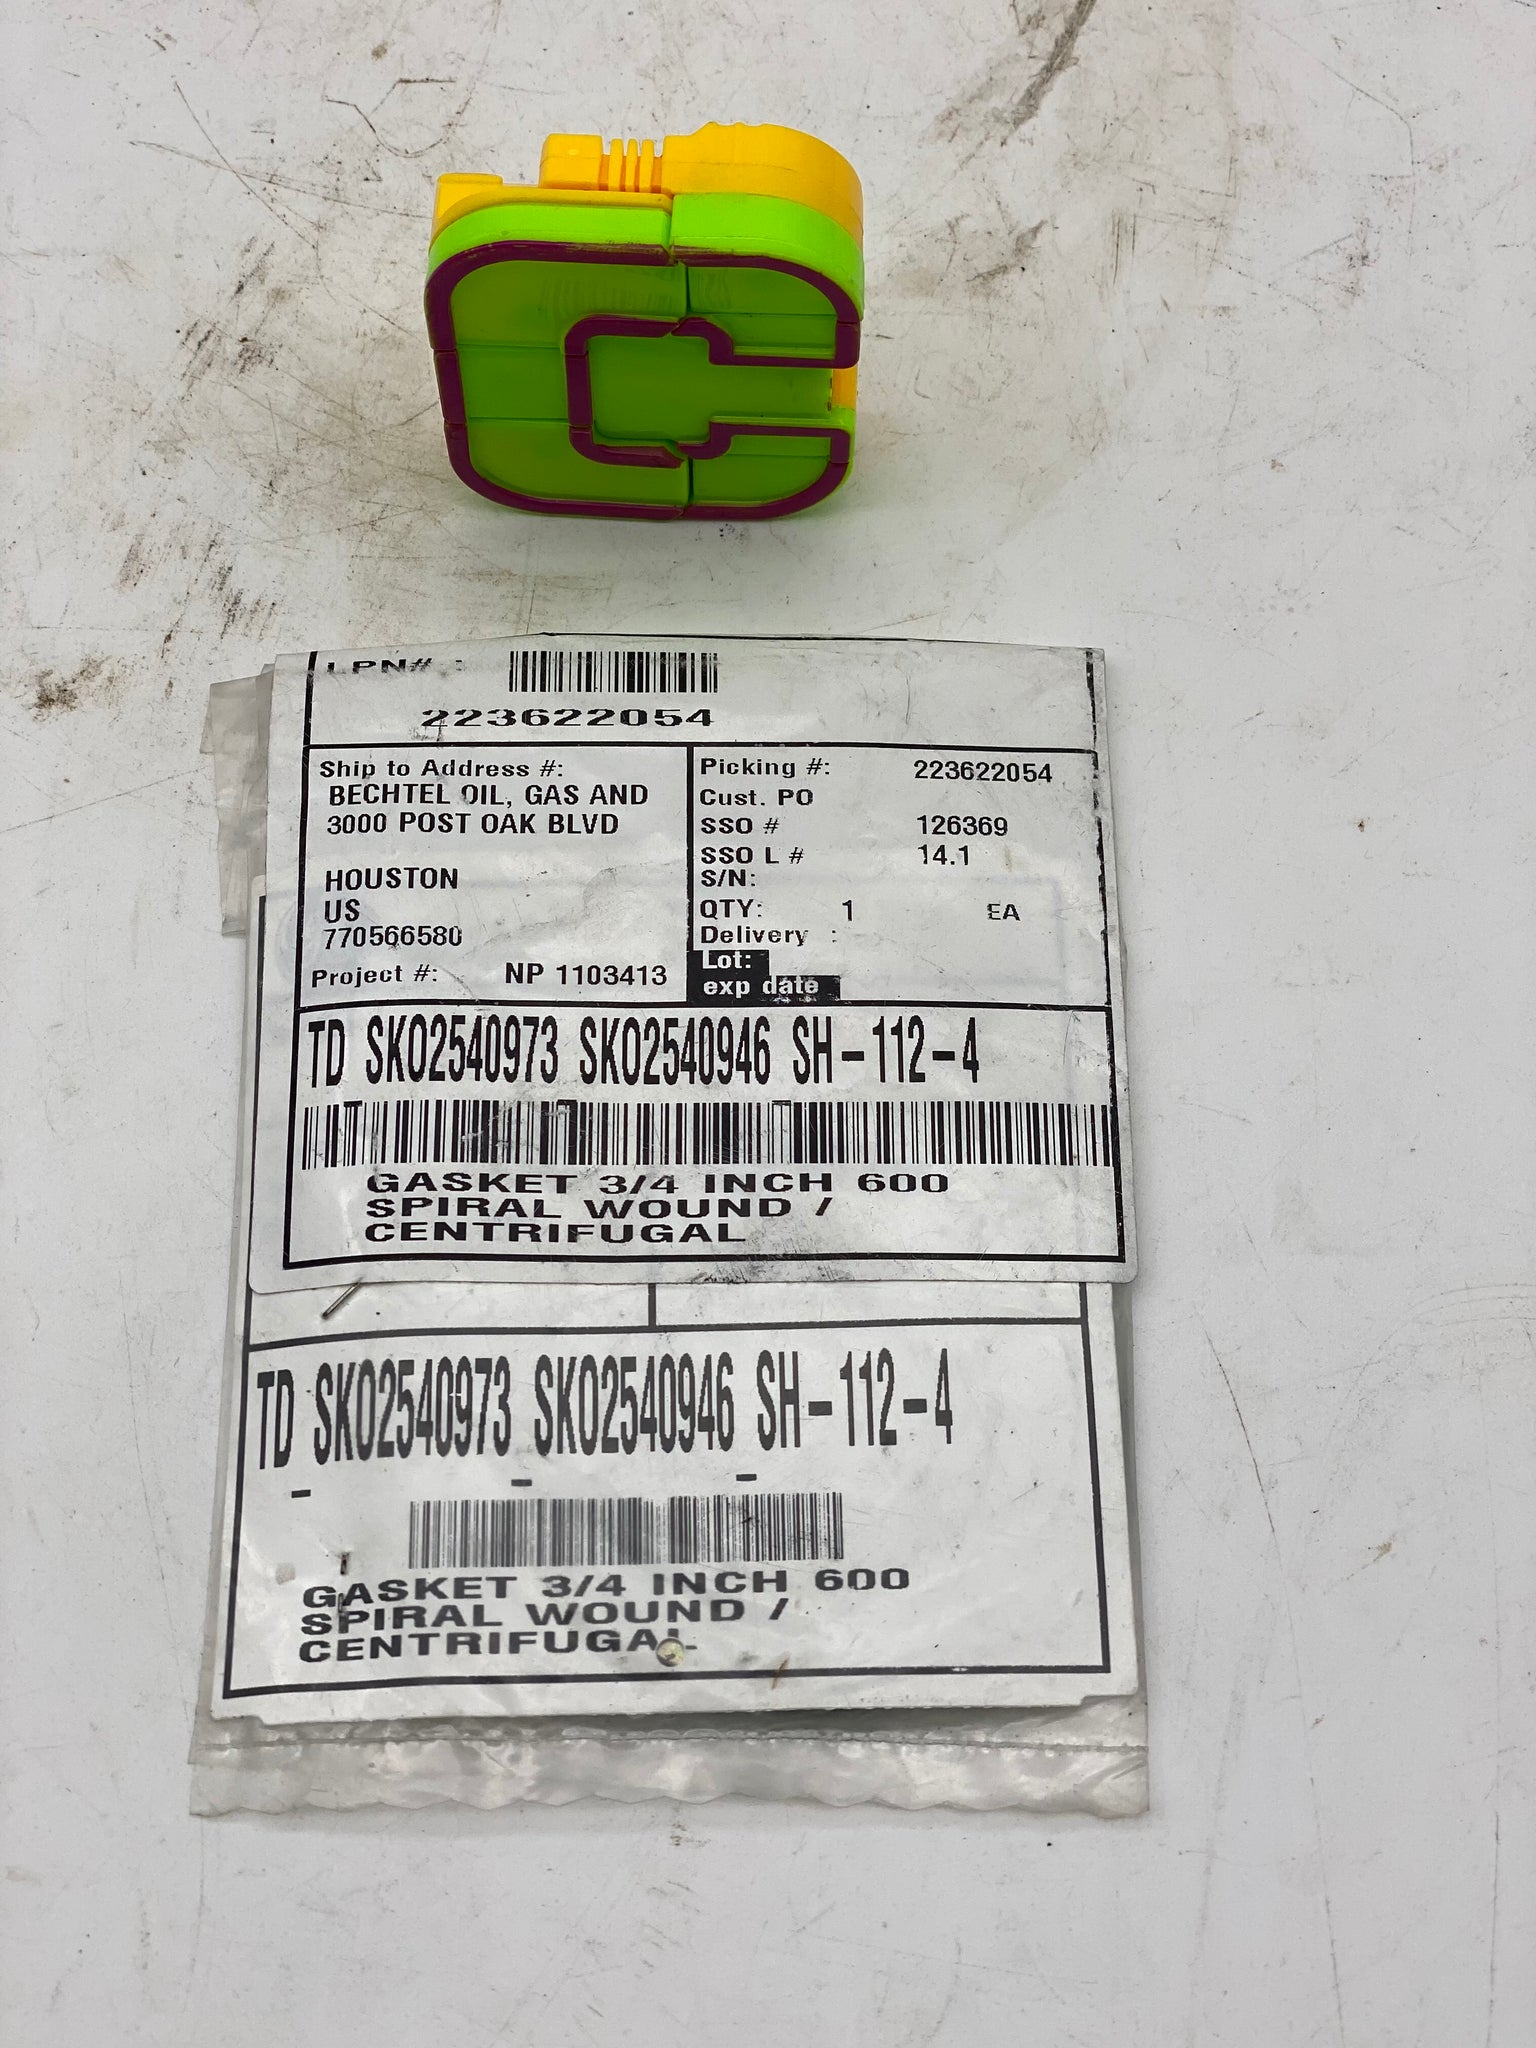 C
LPN# :
223622054
Ship to Address #:
BECHTEL OIL, GAS AND
3000 POST OAK BLVD
HOUSTON
US
770566580
Project #: NP 1103413
Picking #: 223622054
Cust. PO
SSO # 126369
SSO L # 14.1
S/N:
QTY: 1 EA
Delivery :
Lot:
exp date
TD SK02540973 SK02540946 SH-112-4
GASKET 3/4 INCH 600
SPIRAL WOUND /
CENTRIFUGAL
TD SK02540973 SK02540946 SH-112-4
- - -
GASKET 3/4 INCH 600
SPIRAL WOUND /
CENTRIFUGAL